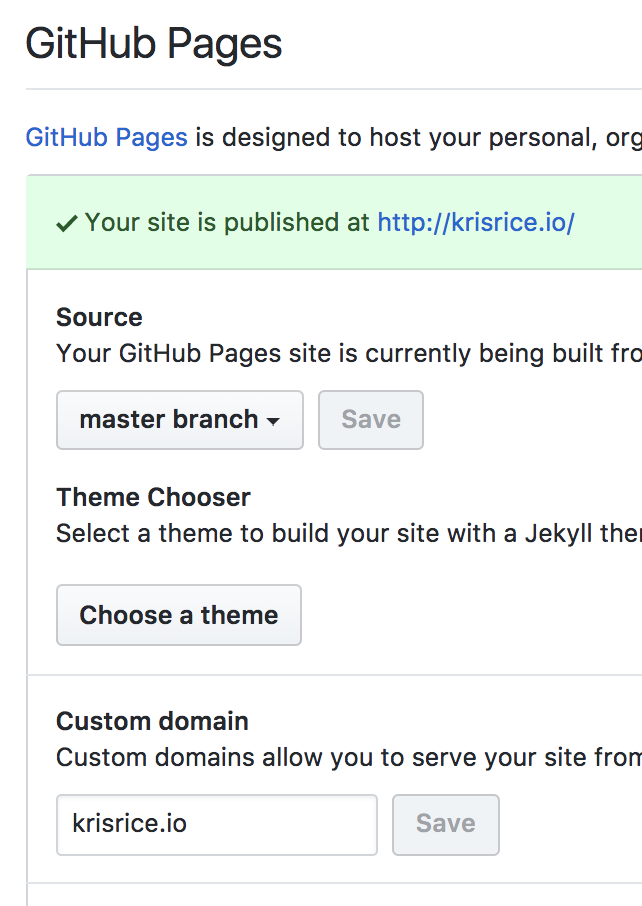 GitHub Pages
GitHub Pages is designed to host your personal, org
✓ Your site is published at http://krisrice.io/
Source
Your GitHub Pages site is currently being built fro
master branch
Save
Theme Chooser
Select a theme to build your site with a Jekyll the
Choose a theme
Custom domain
Custom domains allow you to serve your site from
krisrice.io
Save